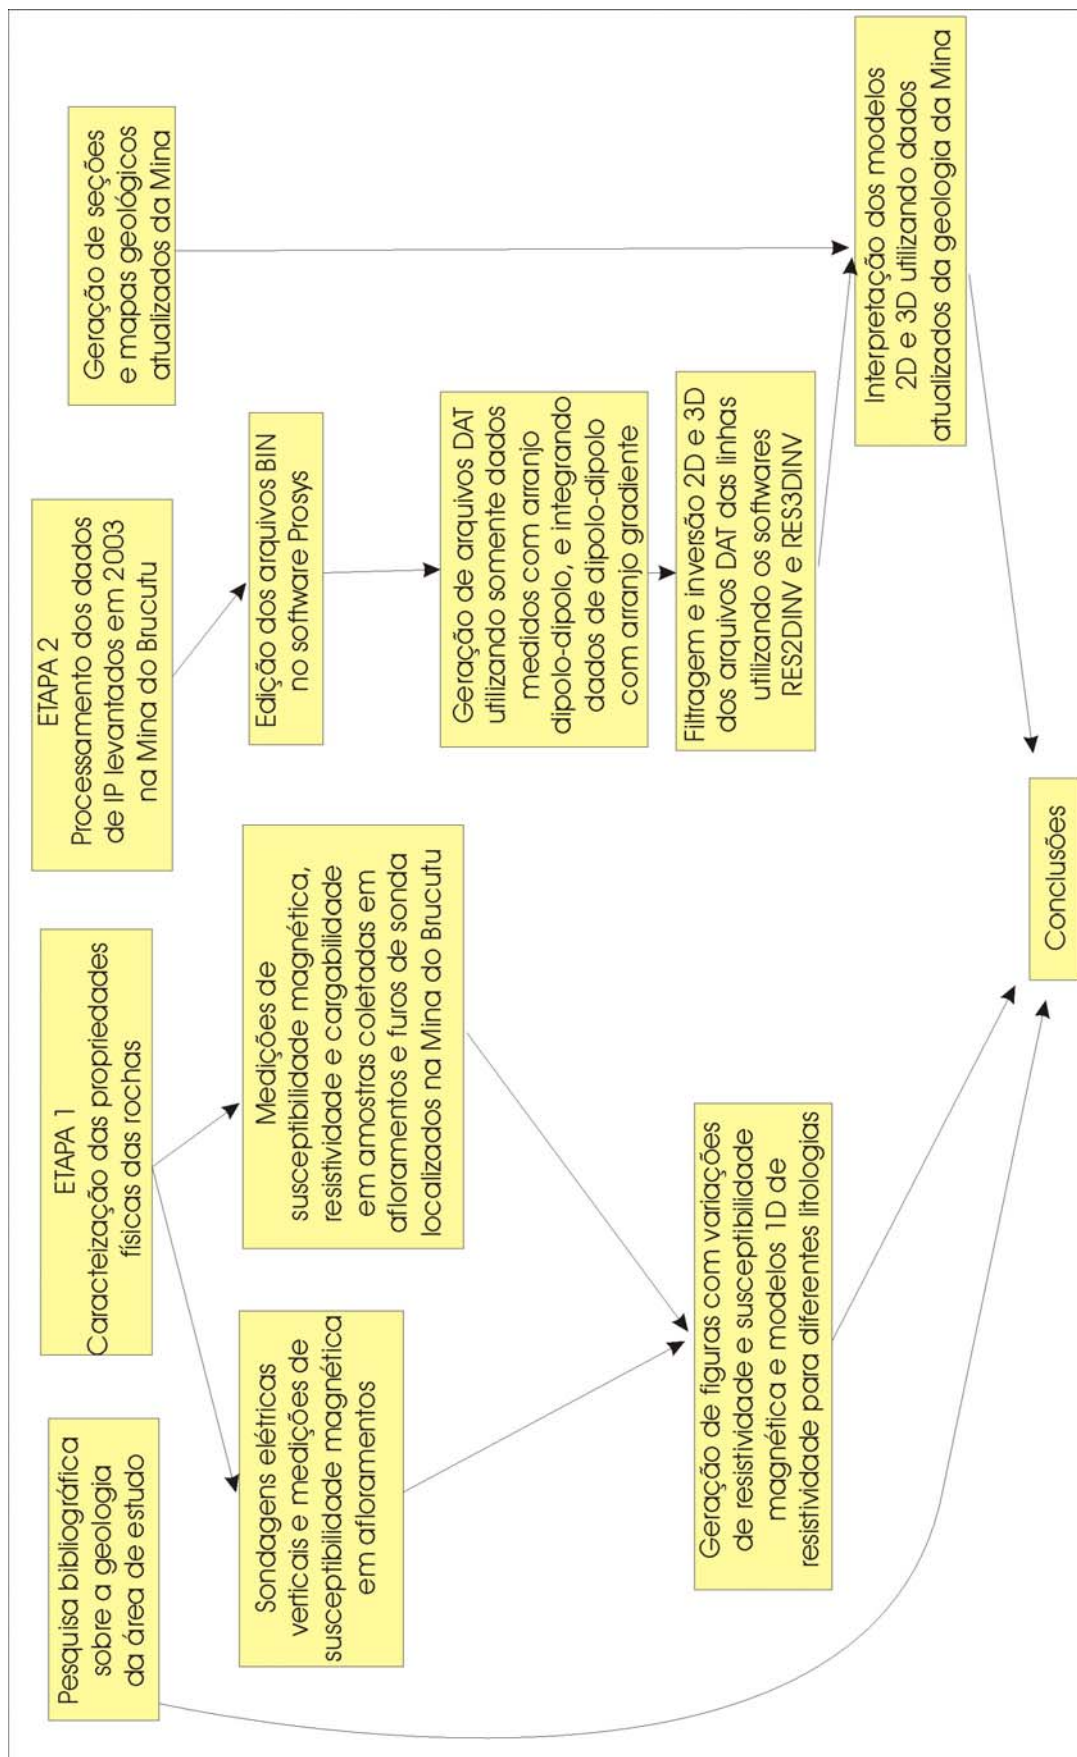 Pesquisa bibliográfica
sobre a geologia
da área de estudo
ETAPA 1
Caracteização das propriedades
físicas das rochas
ETAPA 2
Processamento dos dados
de IP levantados em 2003
na Mina do Brucutu
Geração de seções
e mapas geológicos
atualizados da Mina
Sondagens elétricas
verticais e medições de
susceptibilidade magnética
em afloramentos
Medições de
susceptibilidade magnética,
resistividade e cargabilidade
em amostras coletadas em
afloramentos e furos de sonda
localizados na Mina do Brucutu
Edição dos arquivos BIN
no software Prosys
Geração de arquivos DAT
utilizando somente dados
medidos com arranjo
dipolo-dipolo, e integrando
dados de dipolo-dipolo
com arranjo gradiente
Geração de figuras com variações
de resistividade e susceptibilidade
magnética e modelos 1D de
resistividade para diferentes litologias
Filtragem e inversão 2D e 3D
dos arquivos DAT das linhas
utilizando os softwares
RES2DINV e RES3DINV
Interpretação dos modelos
2D e 3D utilizando dados
atualizados da geologia da Mina
Conclusões